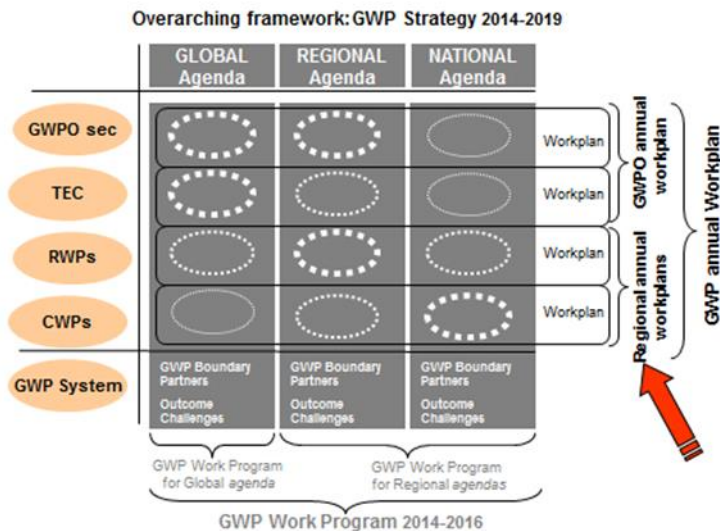 Overarching framework: GWP Strategy 2014-2019
GLOBAL
Agenda
REGIONAL
Agenda
NATIONAL
Agenda
GWPO sec
Workplan
TEC
Workplan
RWPs
Workplan
CWPs
Workplan
GWPO annual
workplan
Regional annual
workplans
GWP annual Workplan
GWP System
GWP Boundary
Partners
Outcome
Challenges
GWP Boundary
Partners
Outcome
Challenges
GWP Boundary
Partners
Outcome
Challenges
GWP Work Program
for Global agenda
GWP Work Program
for Regional agendas
GWP Work Program 2014-2016